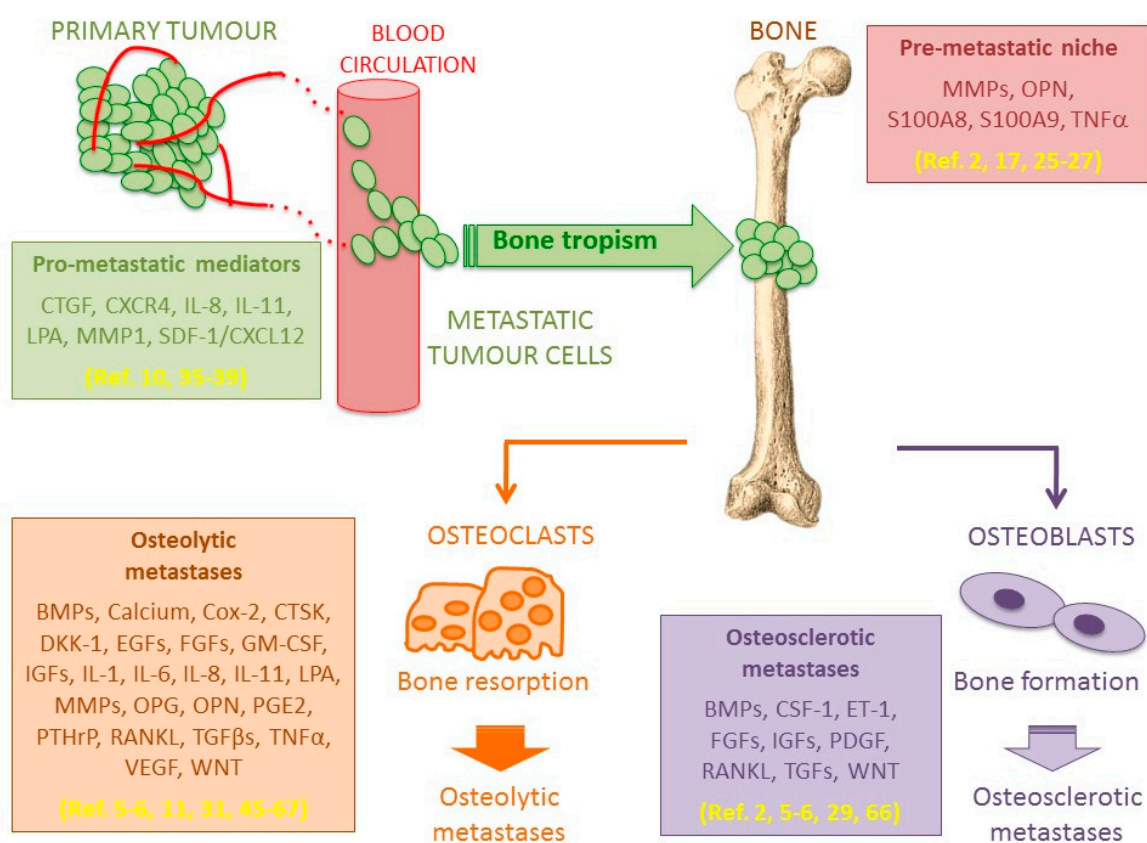 PRIMARY TUMOUR
BLOOD
CIRCULATION
BONE
Pre-metastatic niche
MMPs, OPN,
S100A8, S100A9, TNFα
(Ref. 2, 17, 25-27)
Bone tropism
Pro-metastatic mediators
CTGF, CXCR4, IL-8, IL-11,
LPA, MMP1, SDF-1/CXCL12
(Ref. 10, 35-39)
METASTATIC
TUMOUR CELLS
Osteolytic
metastases
BMPs, Calcium, Cox-2, CTSK,
DKK-1, EGFs, FGFs, GM-CSF,
IGFs, IL-1, IL-6, IL-8, IL-11, LPA,
MMPs, OPG, OPN, PGE2,
PTHrP, RANKL, TGFβs, TNFα,
VEGF, WNT
(Ref. 5-6, 11, 31, 45-67)
OSTEOCLASTS
Bone resorption
Osteolytic
metastases
Osteosclerotic
metastases
BMPs, CSF-1, ET-1,
FGFs, IGFs, PDGF,
RANKL, TGFs, WNT
(Ref. 2, 5-6, 29, 66)
OSTEOBLASTS
Bone formation
Osteosclerotic
metastases